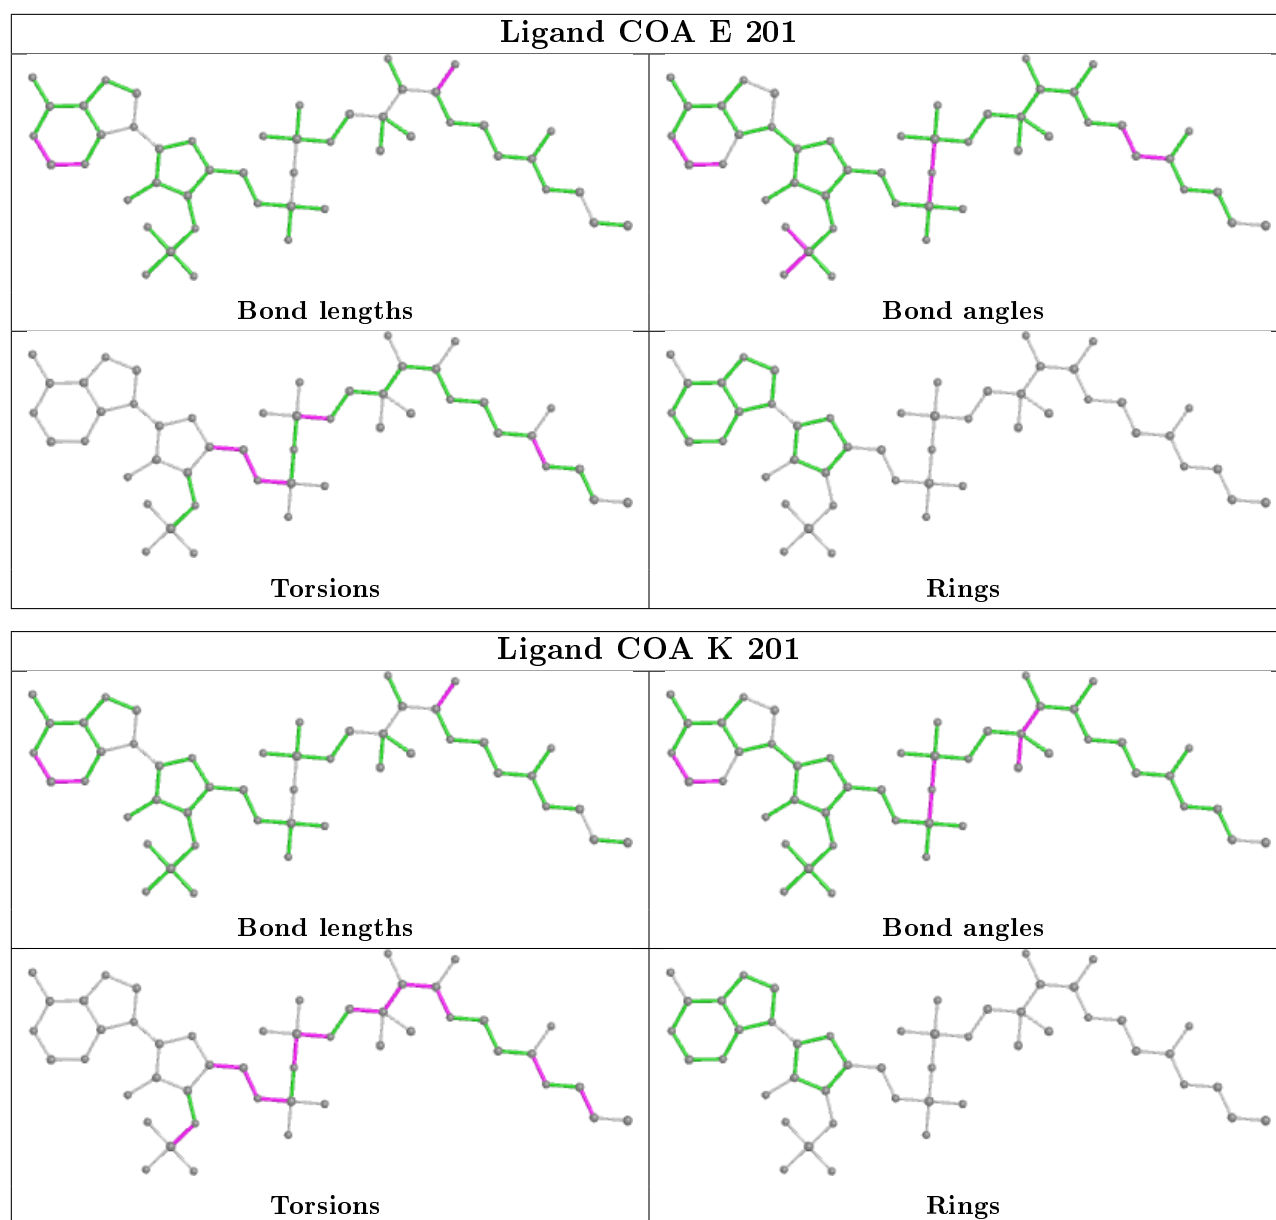 Ligand COA E 201
Bond lengths
Bond angles
Torsions
Rings
Ligand COA K 201
Bond lengths
Bond angles
Torsions
Rings